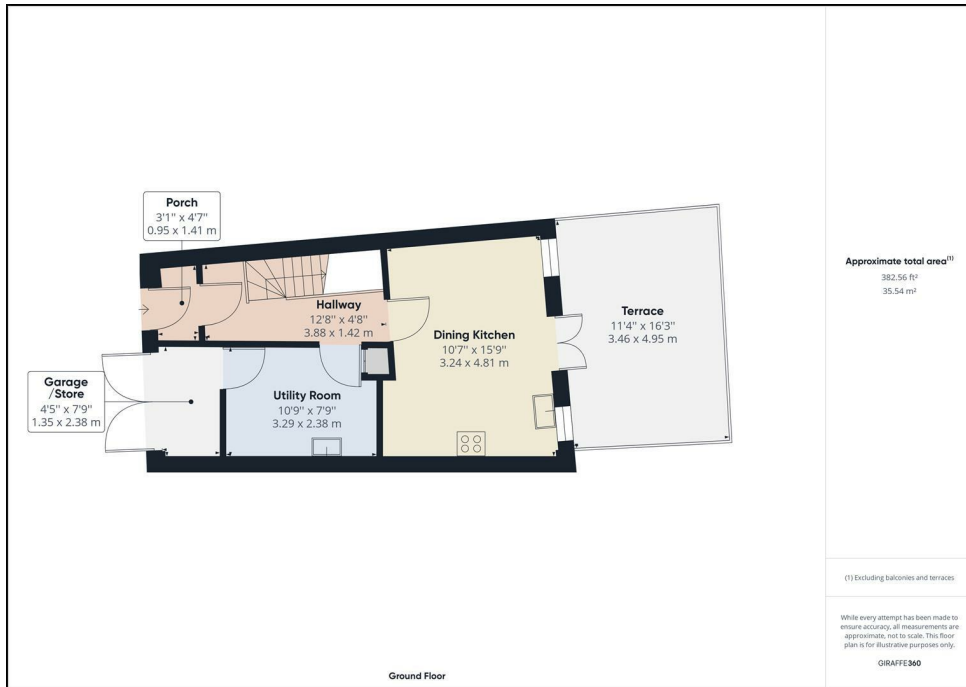 Porch
3'1" x 4'7"
0.95 x 1.41 m
Hallway
12'8" x 4'8"
3.88 x 1.42 m
Dining Kitchen
10'7" x 15'9"
3.24 x 4.81 m
Terrace
11'4" x 16'3"
3.46 x 4.95 m
Garage
/Store
4'5" x 7'9"
1.35 x 2.38 m
Utility Room
10'9" x 7'9"
3.29 x 2.38 m
Ground Floor
Approximate total area(1)
382.56 ft²
35.54 m²
(1) Excluding balconies and terraces
While every attempt has been made to
ensure accuracy, all measurements are
approximate, not to scale. This floor
plan is for illustrative purposes only.
GIRAFFE360